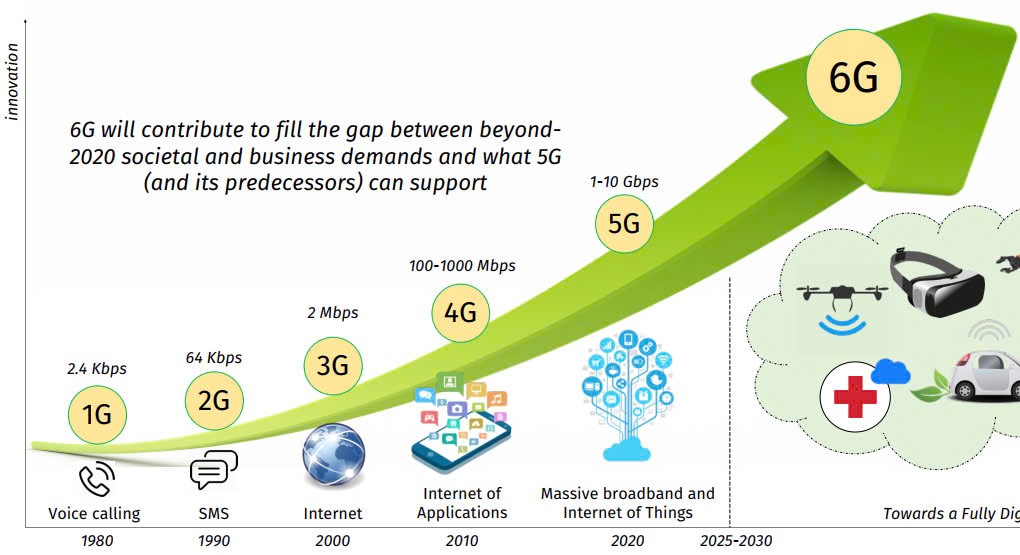 innovation
6G
6G will contribute to fill the gap between beyond-
2020 societal and business demands and what 5G
(and its predecessors) can support
1-10 Gbps
5G
100-1000 Mbps
4G
2 Mbps
3G
64 Kbps
2G
2.4 Kbps
1G
Voice calling
SMS
Internet
Internet of
Applications
Massive broadband and
Internet of Things
Towards a Fully Dig
1980
1990
2000
2010
2020
2025-2030